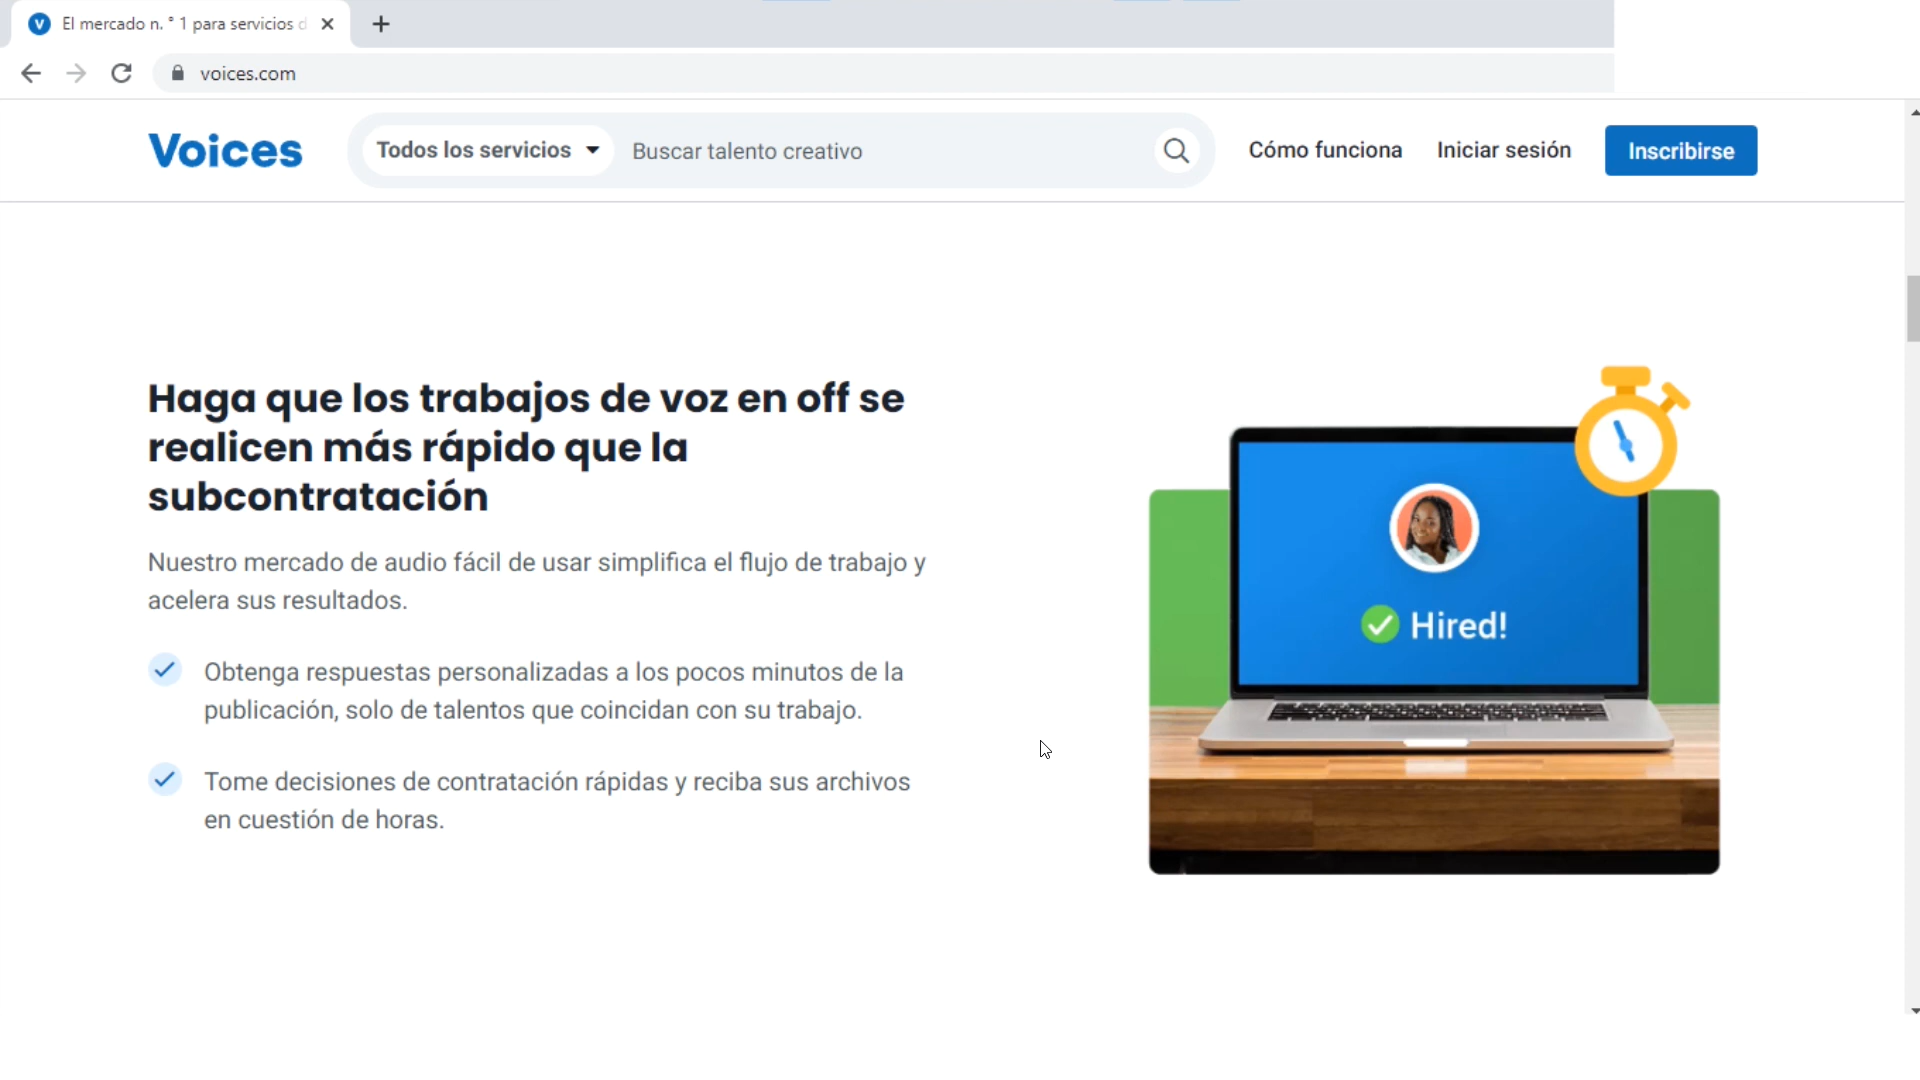 El mercado n. ° 1 para servicios d
voices.com
Voices
Todos los servicios
Buscar talento creativo
Cómo funciona
Iniciar sesión
Inscribirse
Haga que los trabajos de voz en off se
realicen más rápido que la
subcontratación
Nuestro mercado de audio fácil de usar simplifica el flujo de trabajo y
acelera sus resultados.
Obtenga respuestas personalizadas a los pocos minutos de la
publicación, solo de talentos que coincidan con su trabajo.
Tome decisiones de contratación rápidas y reciba sus archivos
en cuestión de horas.
Hired!